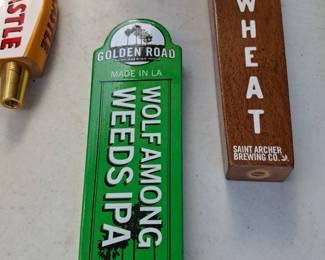 STLE
GOLDEN ROAD
MADE IN LA
WOLF AMONG
WEEDS IPA
WHEAT
SAINT ARCHER
BREWING CO.